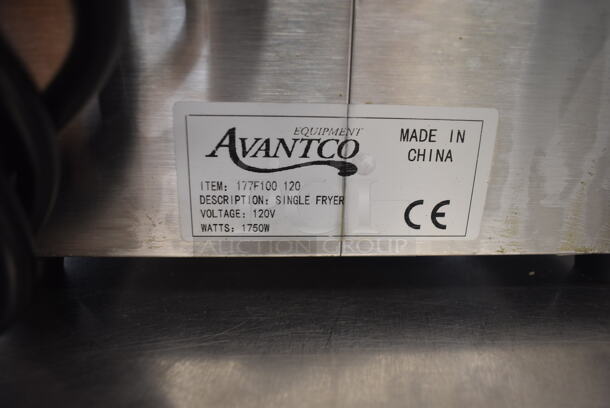 EQUIPMENT
AVANTCO
MADE IN
CHINA
ITEM: 177F100 120
DESCRIPTION: SINGLE FRYER
VOLTAGE: 120V
WATTS: 1750W
CE
AUCTION GROUP